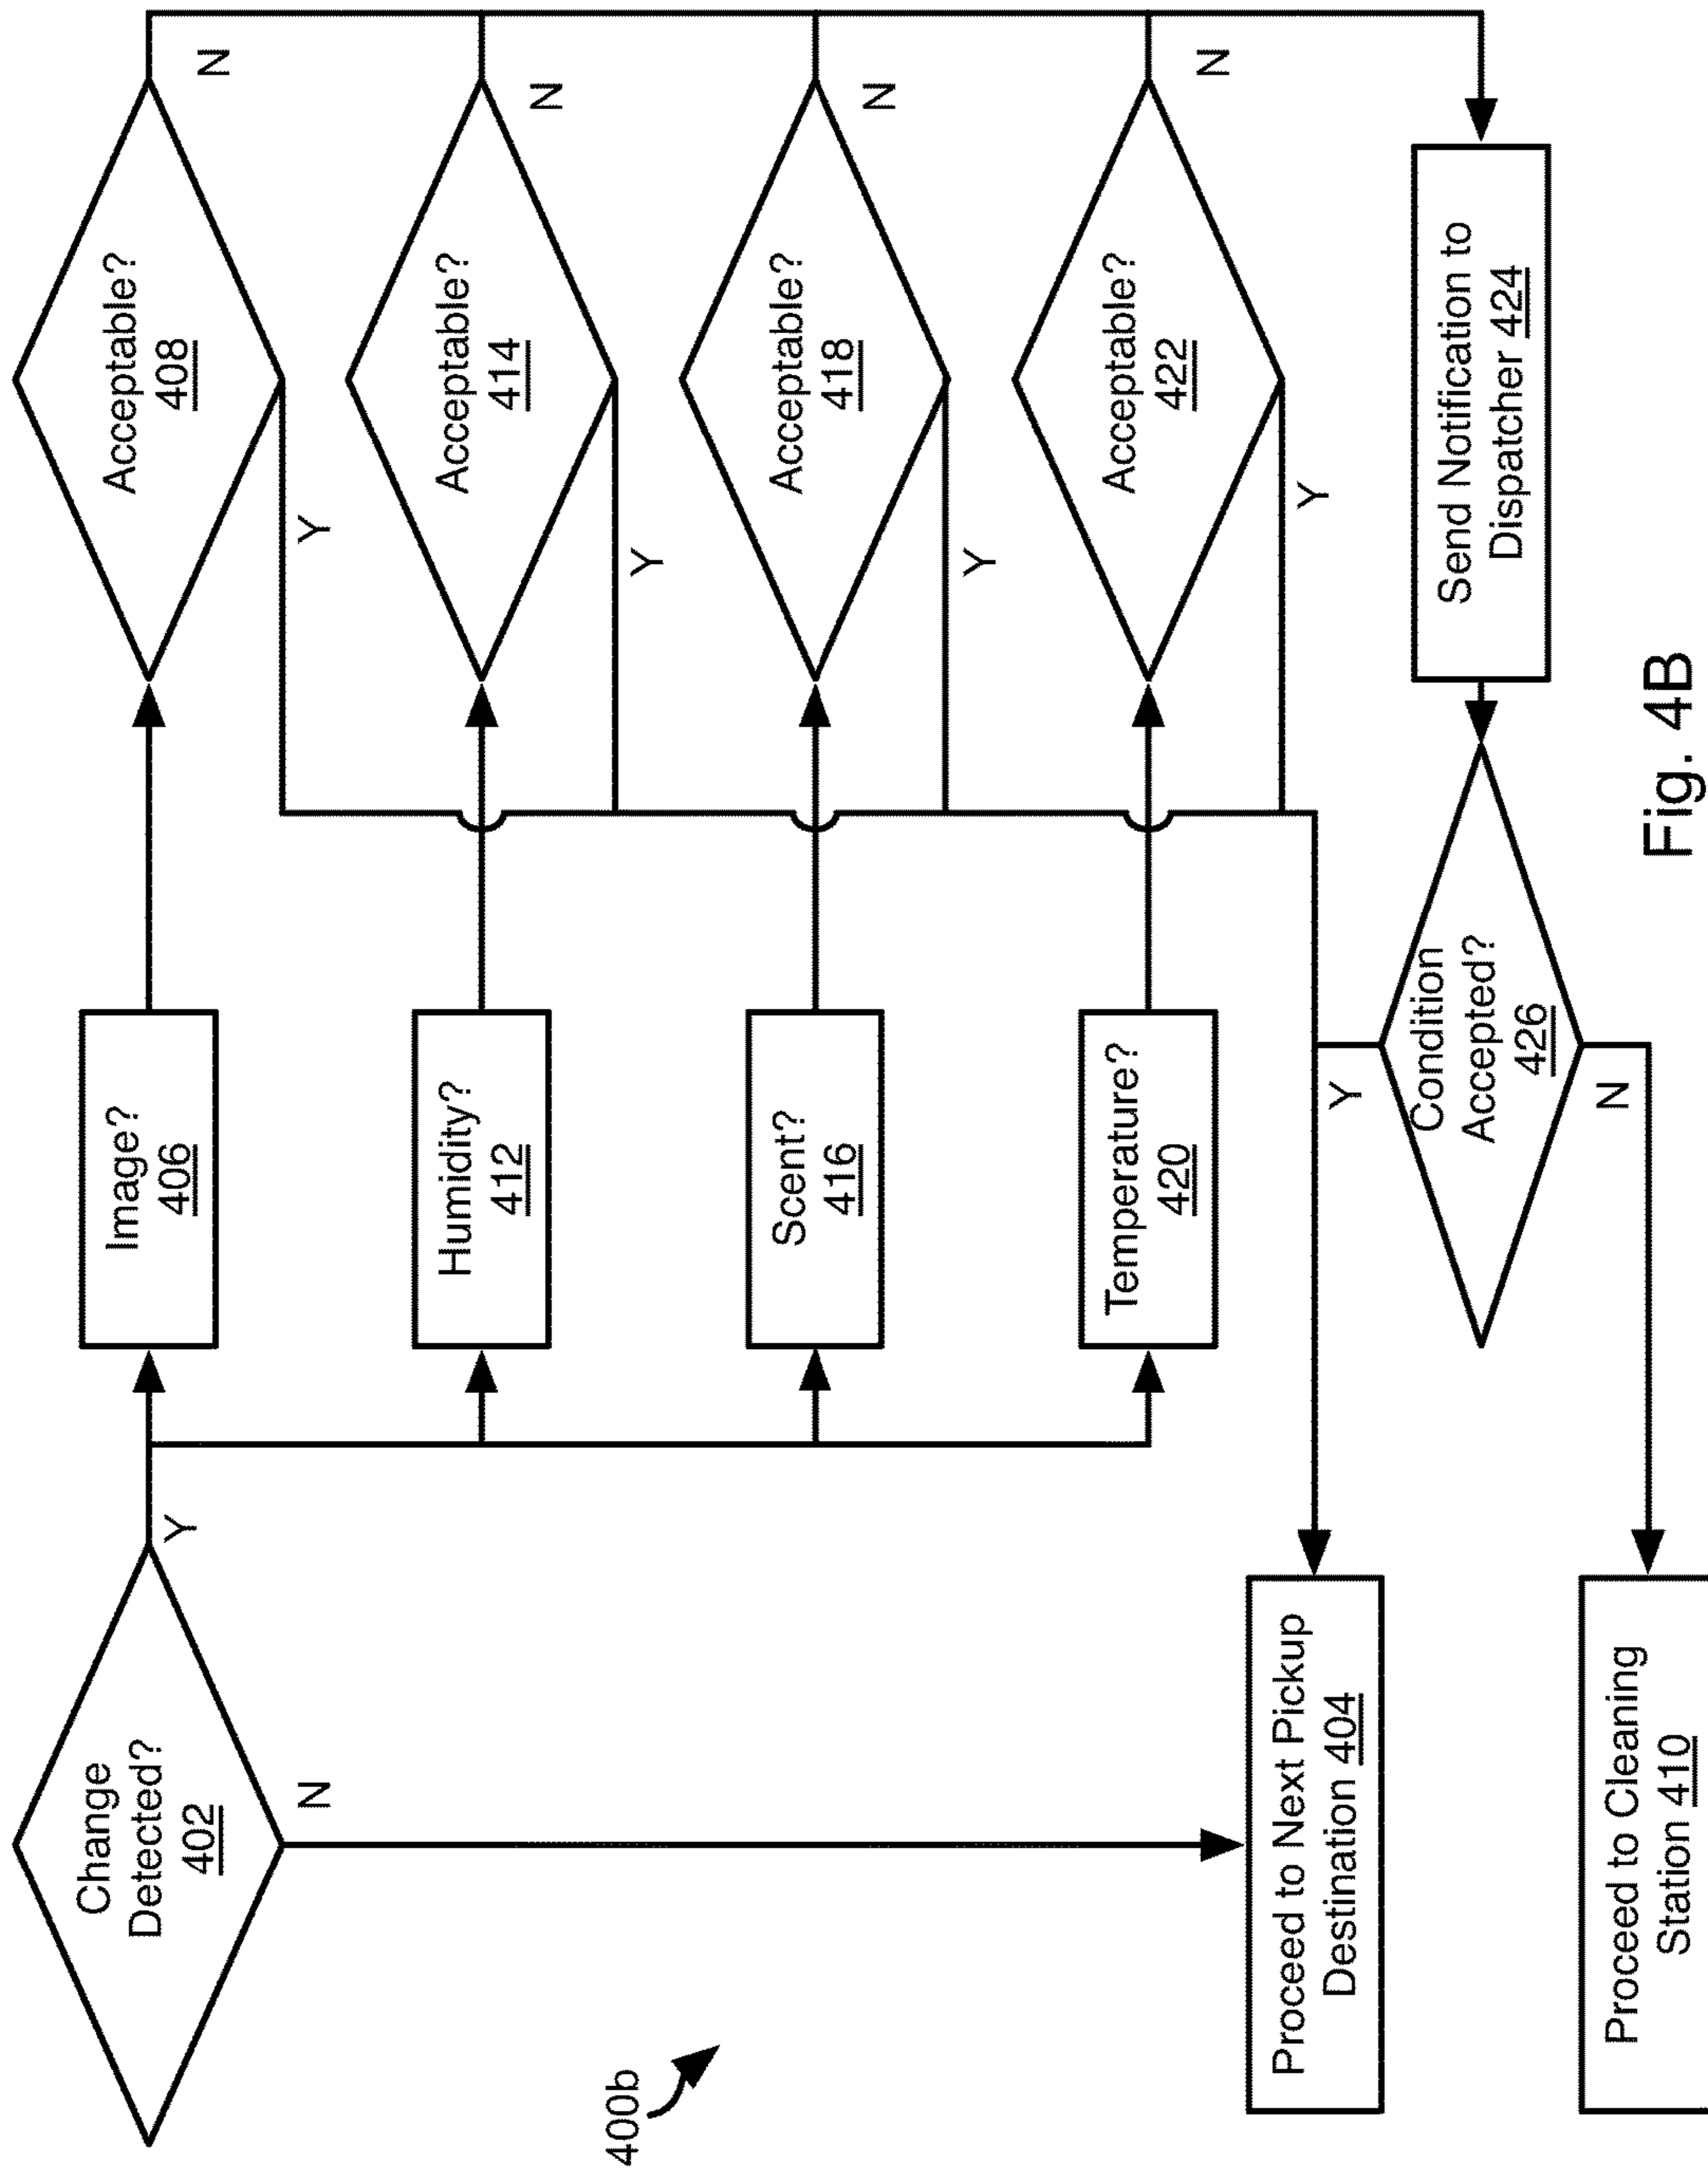 400b
Change
Detected?
402
Y
N
Image?
406
Acceptable?
408
N
Y
Humidity?
412
Acceptable?
414
N
Y
Scent?
416
Acceptable?
418
N
Y
Temperature?
420
Acceptable?
422
N
Y
Proceed to Next Pickup
Destination 404
Y
Condition
Accepted?
426
N
Send Notification to
Dispatcher 424
Proceed to Cleaning
Station 410
Fig. 4B